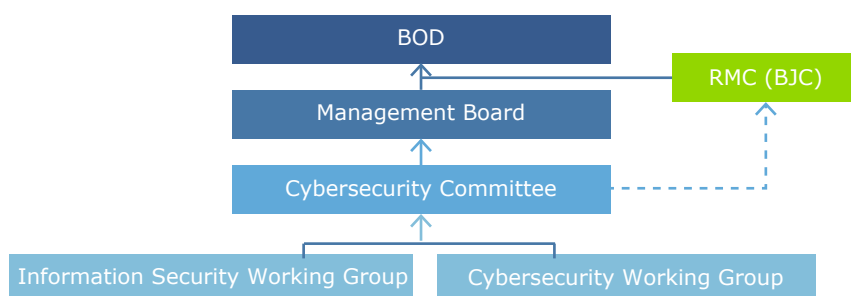 BOD
RMC (BJC)
Management Board
Cybersecurity Committee
Information Security Working Group
Cybersecurity Working Group